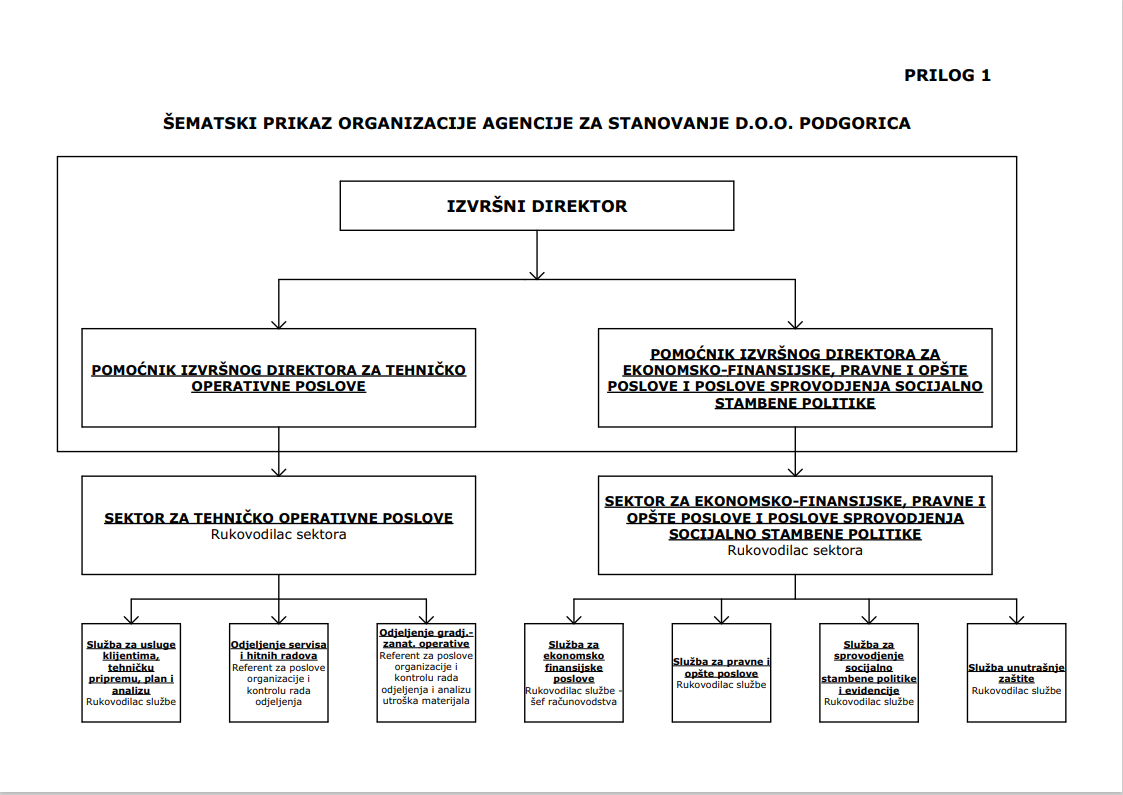 PRILOG 1
ŠEMATSKI PRIKAZ ORGANIZACIJE AGENCIJE ZA STANOVANJE D.O.O. PODGORICA
IZVRŠNI DIREKTOR
POMOĆNIK IZVRŠNOG DIREKTORA ZA TEHNIČKO
OPERATIVNE POSLOVE
POMOĆNIK IZVRŠNOG DIREKTORA ZA
EKONOMSKO-FINANSIJSKE, PRAVNE I OPŠTE
POSLOVE I POSLOVE SPROVODJENJA SOCIJALNO
STAMBENE POLITIKE
SEKTOR ZA TEHNIČKO OPERATIVNE POSLOVE
Rukovodilac sektora
SEKTOR ZA EKONOMSKO-FINANSIJSKE, PRAVNE I
OPŠTE POSLOVE I POSLOVE SPROVODJENJA
SOCIJALNO STAMBENE POLITIKE
Rukovodilac sektora
Služba za usluge
klijentima,
tehničku
pripremu, plan i
analizu
Rukovodilac službe
Odjeljenje servisa
i hitnih radova
Referent za poslove
organizacije i
kontrolu rada
odjeljenja
Odjeljenje gradj.-
zanat. operative
Referent za poslove
organizacije i
kontrolu rada
odjeljenja i analizu
utroška materijala
Služba za
ekonomsko
finansijske
poslove
Rukovodilac službe –
šef računovodstva
Služba za pravne i
opšte poslove
Rukovodilac službe
Služba za
sprovodjenje
socijalno
stambene politike
i evidencije
Rukovodilac službe
Služba unutrašnje
zaštite
Rukovodilac službe